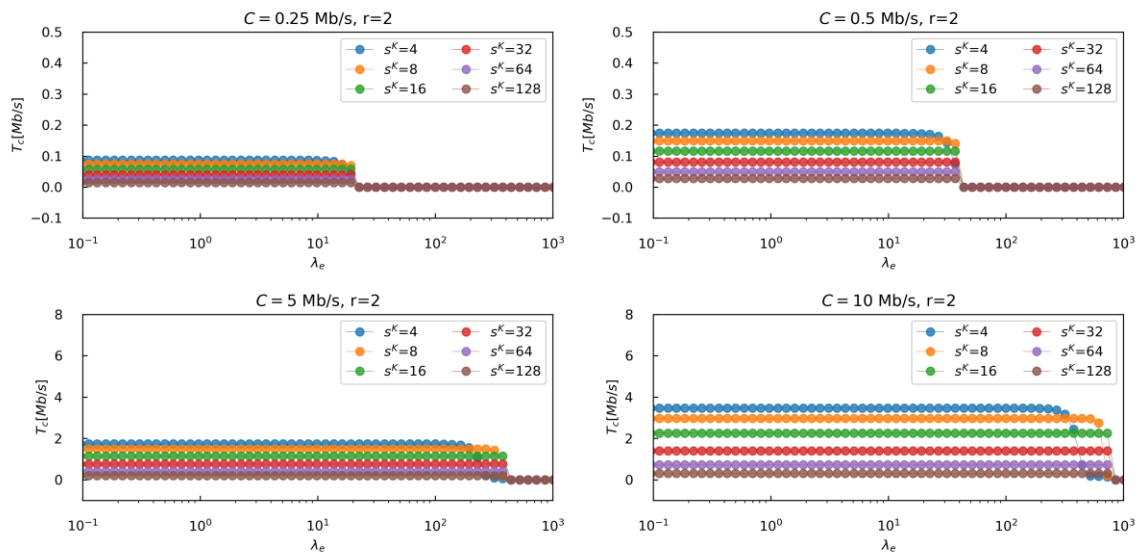 C = 0.25 Mb/s, r=2
0.5
0.4
0.3
0.2
0.1
0.0
−0.1
T_c[Mb/s]
s^K=4 s^K=32
s^K=8 s^K=64
s^K=16 s^K=128
10^−1 10^0 10^1 10^2 10^3
λ_e
C = 0.5 Mb/s, r=2
0.5
0.4
0.3
0.2
0.1
0.0
−0.1
T_c[Mb/s]
s^K=4 s^K=32
s^K=8 s^K=64
s^K=16 s^K=128
10^−1 10^0 10^1 10^2 10^3
λ_e
C = 5 Mb/s, r=2
8
6
4
2
0
T_c[Mb/s]
s^K=4 s^K=32
s^K=8 s^K=64
s^K=16 s^K=128
10^−1 10^0 10^1 10^2 10^3
λ_e
C = 10 Mb/s, r=2
8
6
4
2
0
T_c[Mb/s]
s^K=4 s^K=32
s^K=8 s^K=64
s^K=16 s^K=128
10^−1 10^0 10^1 10^2 10^3
λ_e